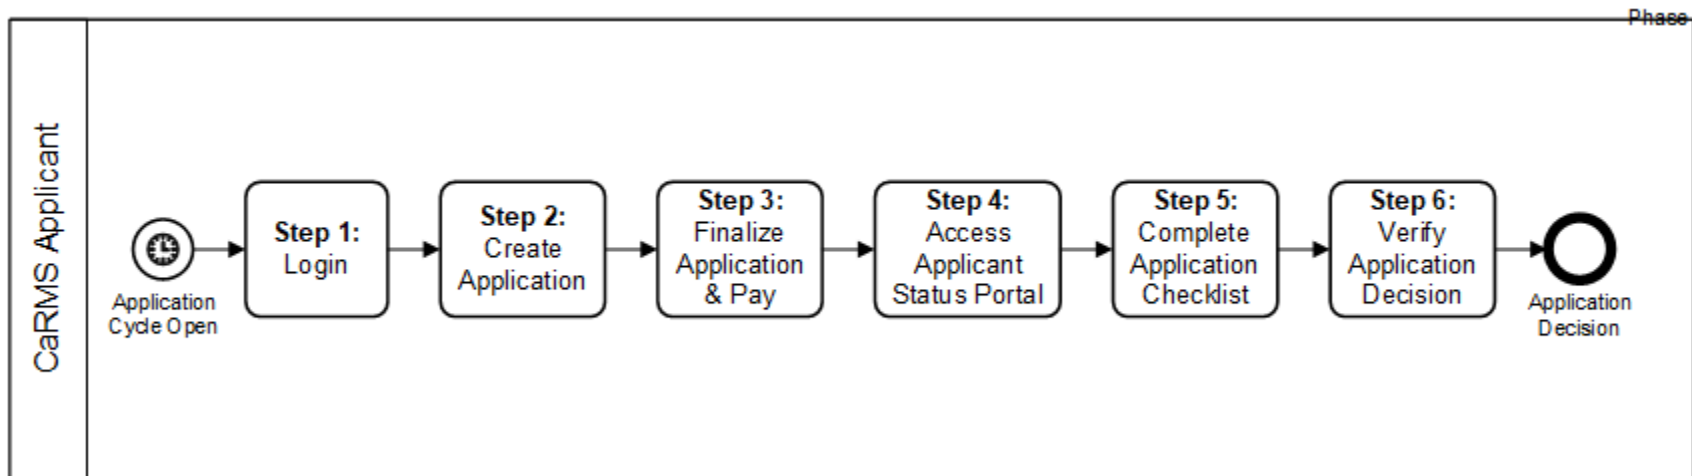 Phase
CaRMS Applicant
Application
Cycle Open
Step 1:
Login
Step 2:
Create
Application
Step 3:
Finalize
Application
& Pay
Step 4:
Access
Applicant
Status Portal
Step 5:
Complete
Application
Checklist
Step 6:
Verify
Application
Decision
Application
Decision